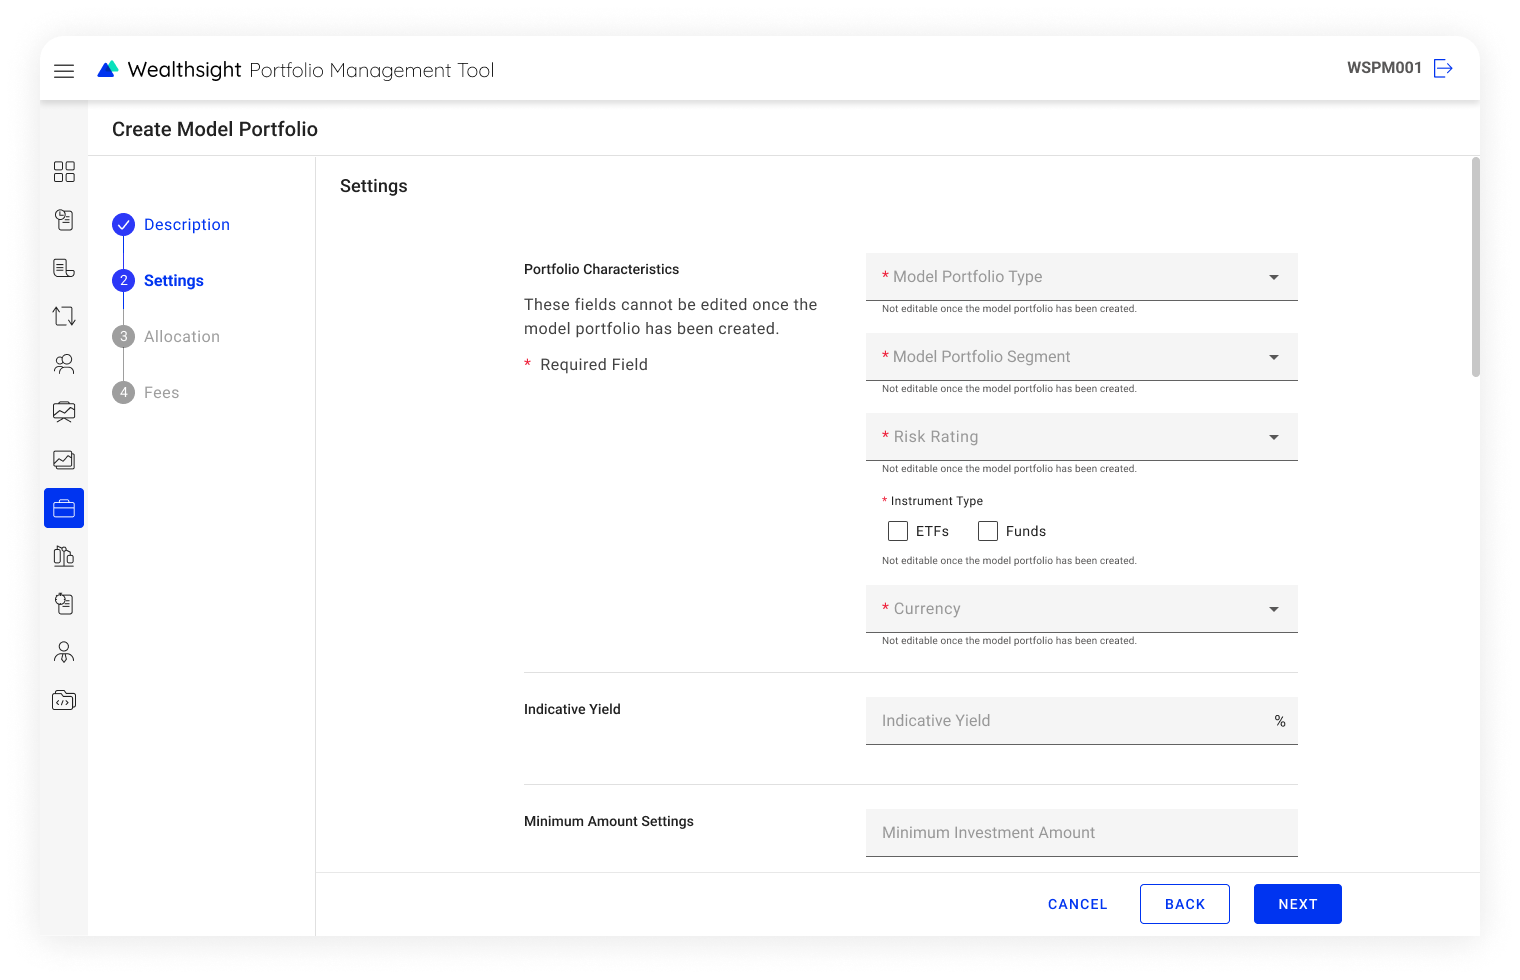 Wealthsight Portfolio Management Tool
WSPM001
Create Model Portfolio
Description
2 Settings
3 Allocation
4 Fees
Settings
Portfolio Characteristics
These fields cannot be edited once the
model portfolio has been created.
* Required Field
* Model Portfolio Type
Not editable once the model portfolio has been created.
* Model Portfolio Segment
Not editable once the model portfolio has been created.
* Risk Rating
Not editable once the model portfolio has been created.
* Instrument Type
ETFs Funds
Not editable once the model portfolio has been created.
* Currency
Not editable once the model portfolio has been created.
Indicative Yield
Indicative Yield %
Minimum Amount Settings
Minimum Investment Amount
CANCEL BACK NEXT